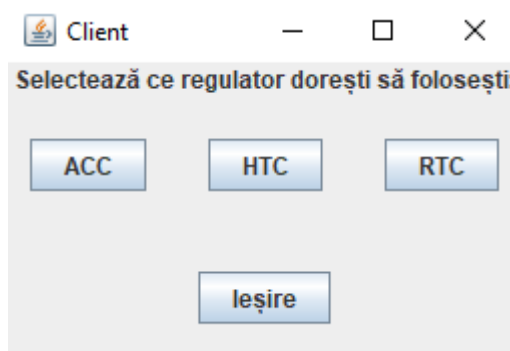 Client
Selectează ce regulator dorești să folosești
ACC HTC RTC
Ieșire